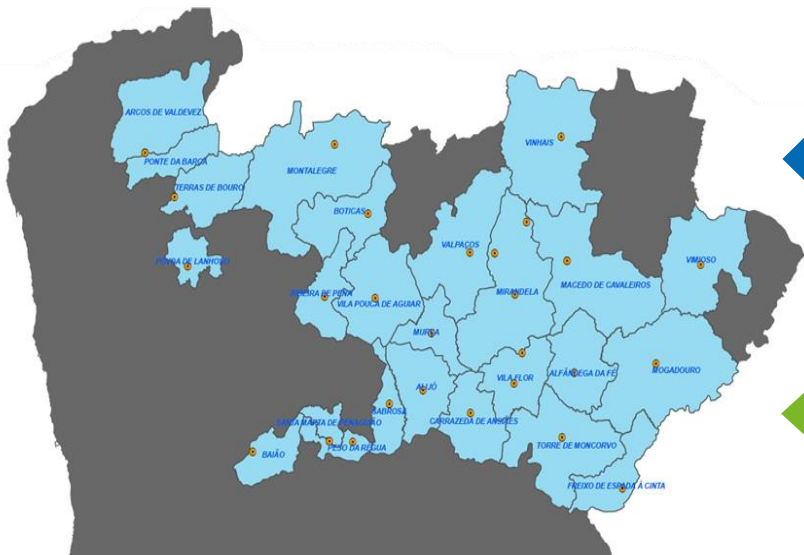 ARCOS DE VALDEVEZ
PONTE DA BARCA
TERRAS DE BOURO
MONTALEGRE
VINHAIS
BOTICAS
VALPAÇOS
PÓVOA DE LANHOSO
VIMIOSO
MACEDO DE CAVALEIROS
MIRANDELA
RIBEIRA DE PENA
VILA POUCA DE AGUIAR
MURÇA
ALFÂNDEGA DA FÉ
MOGADOURO
VILA FLOR
ALIJÓ
SABROSA
CARRAZEDA DE ANSIÃES
SANTA MARTA DE PENAGUIÃO
PESO DA RÉGUA
BAIÃO
TORRE DE MONCORVO
FREIXO DE ESPADA À CINTA